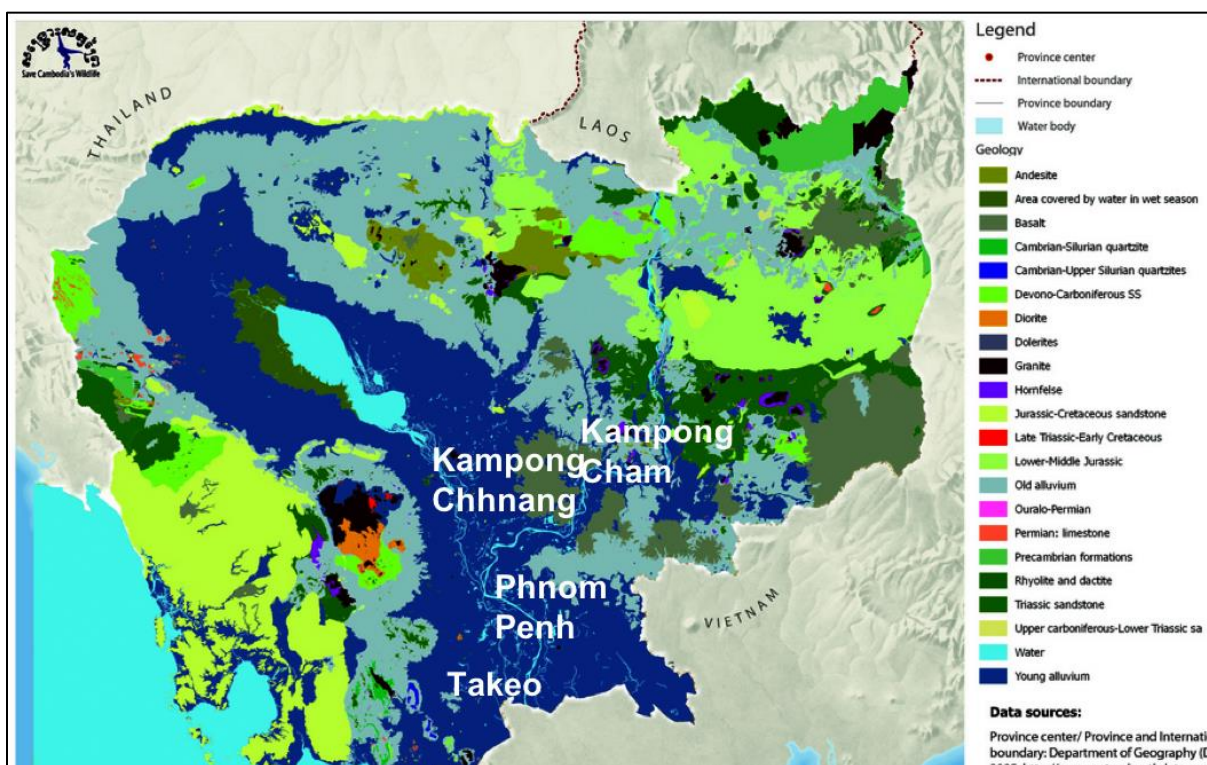 Save Cambodia's Wildlife
THAILAND
LAOS
VIETNAM
Kampong
Cham
Kampong
Chhnang
Phnom
Penh
Takeo
Legend
Province center
International boundary
Province boundary
Water body
Geology
Andesite
Area covered by water in wet season
Basalt
Cambrian-Silurian quartzite
Cambrian-Upper Silurian quartzites
Devono-Carboniferous SS
Diorite
Dolerites
Granite
Hornfelse
Jurassic-Cretaceous sandstone
Late Triassic-Early Cretaceous
Lower-Middle Jurassic
Old alluvium
Ouralo-Permian
Permian: limestone
Precambrian formations
Rhyolite and dactite
Triassic sandstone
Upper carboniferous-Lower Triassic sa
Water
Young alluvium
Data sources:
Province center/ Province and Internati
boundary: Department of Geography (D